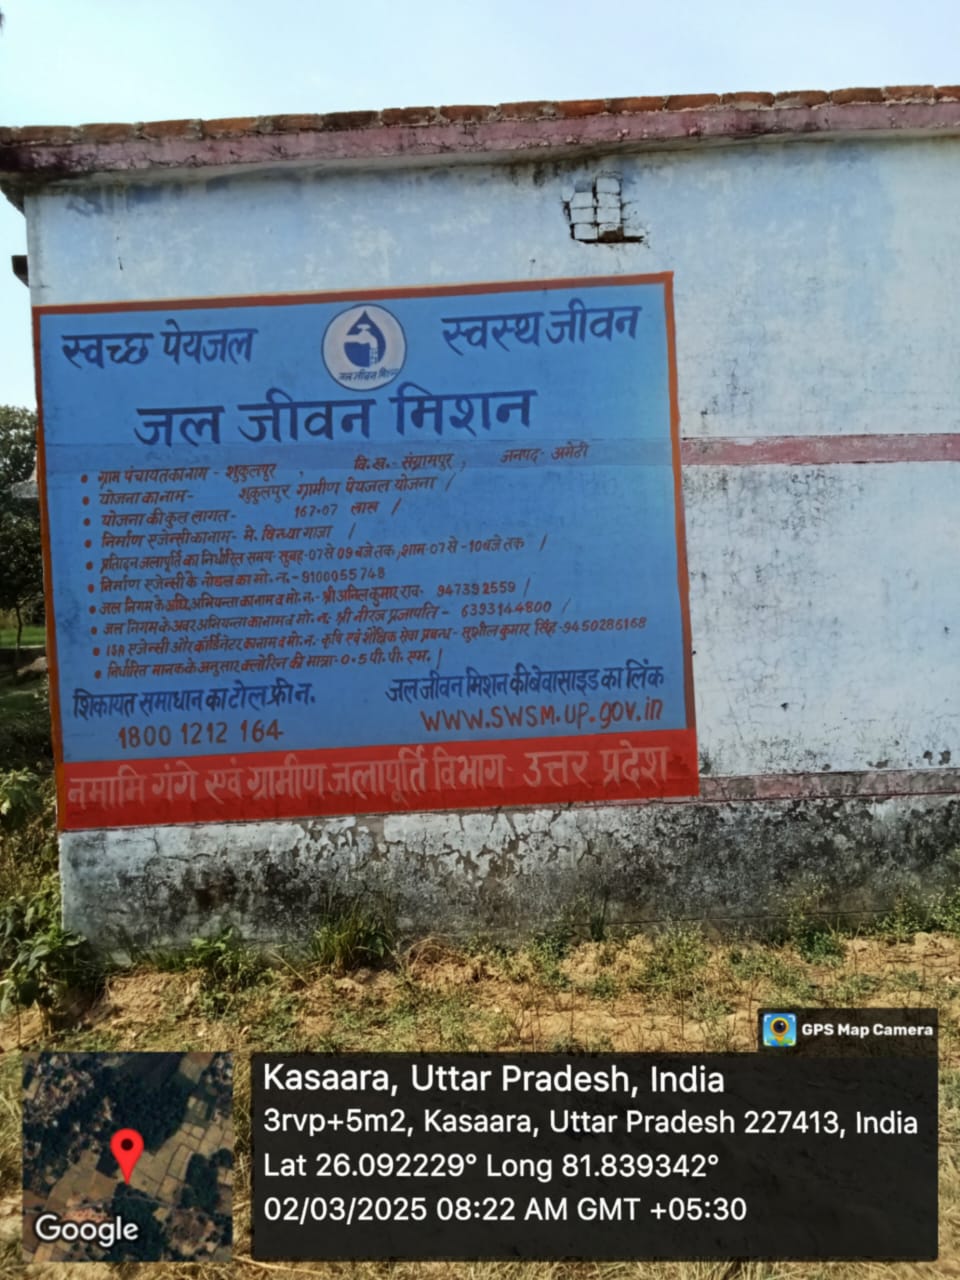 स्वच्छ पेयजल
स्वस्थ जीवन
जल जीवन मिशन
जल जीवन मिशन
• ग्राम पंचायत का नाम - शुकुलपुर , वि.ख.- संग्रामपुर, जनपद- अमेठी
• योजना का नाम- शुकुलपुर ग्रामीण पेयजल योजना /
• योजना की कुल लागत- 167.07 लाख /
• निर्माण एजेन्सी का नाम- मे. विन्ध्या गाजा /
• प्रतिदिन जलापूर्ति का निर्धारित समय- सुबह-07 से 09 बजे तक, शाम-07 से -10 बजे तक /
• निर्माण एजेन्सी के नोडल का मो. न.- 9100055748
• जल निगम के अधि. अभियन्ता का नाम व मो. न.- श्री अनिल कुमार राव- 947392559 /
• जल निगम के अवर अभियन्ता का नाम व मो. न- श्री नीरज प्रजापति - 6393144800 /
• ISA एजेन्सी और कॉर्डिनेटर का नाम व मो.न. कृषि एवं शैक्षिक सेवा प्रबन्ध- सुशील कुमार सिंह-9450286168
• निर्धारित मानक के अनुसार क्लोरिन की मात्रा- 0.5 पी. पी. एम. /
शिकायत समाधान का टोल फ्री न.
1800 1212 164
जल जीवन मिशन की बेवासाइड का लिंक
www.swsm.up.gov.in
नमामि गंगे एवं ग्रामीण जलापूर्ति विभाग- उत्तर प्रदेश
GPS Map Camera
Kasaara, Uttar Pradesh, India
3rvp+5m2, Kasaara, Uttar Pradesh 227413, India
Lat 26.092229° Long 81.839342°
02/03/2025 08:22 AM GMT +05:30
Google